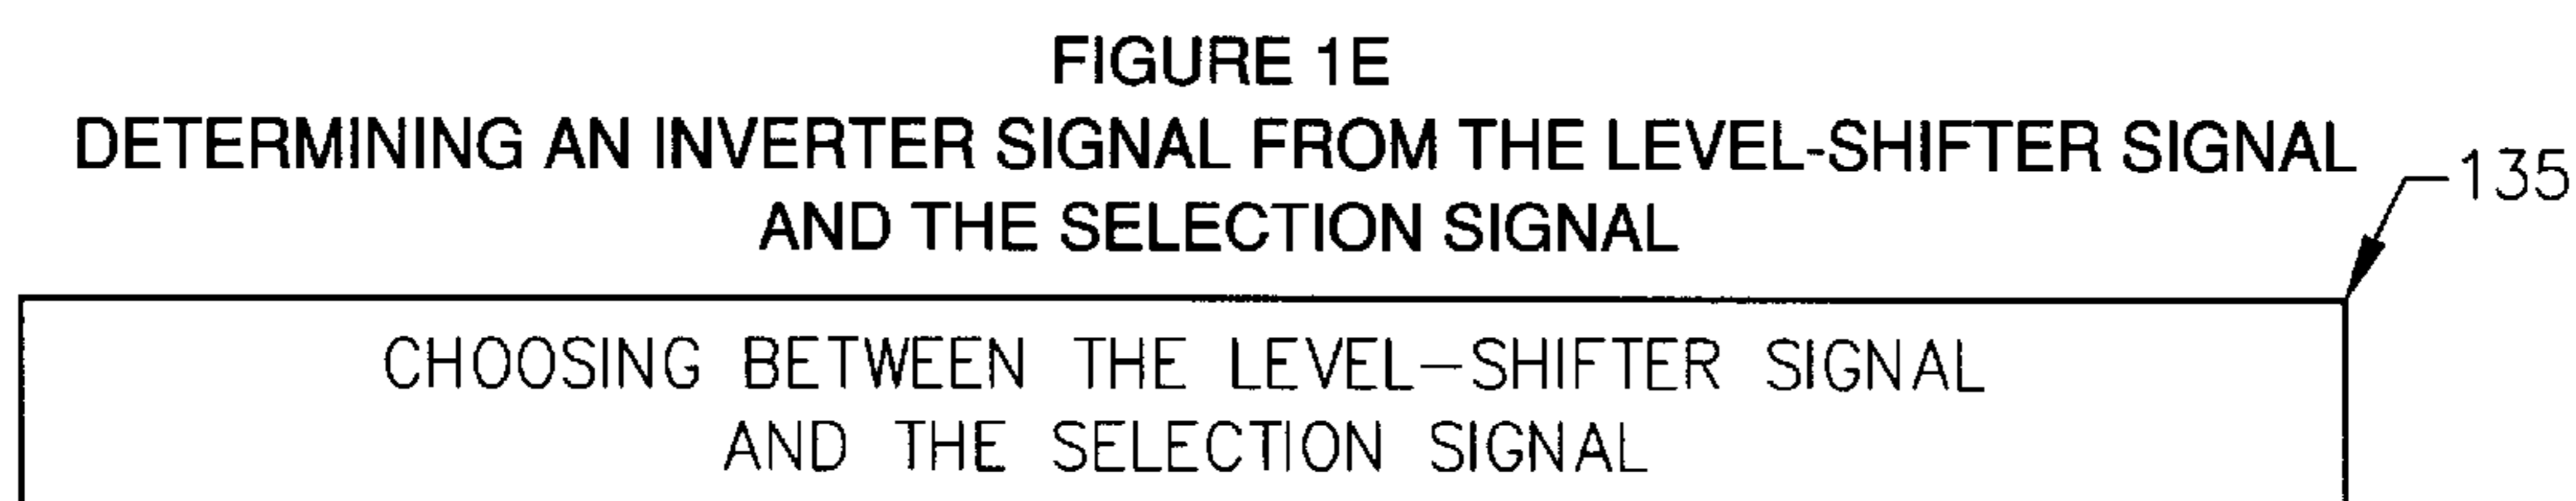 FIGURE 1E
DETERMINING AN INVERTER SIGNAL FROM THE LEVEL-SHIFTER SIGNAL
AND THE SELECTION SIGNAL
135
CHOOSING BETWEEN THE LEVEL-SHIFTER SIGNAL
AND THE SELECTION SIGNAL